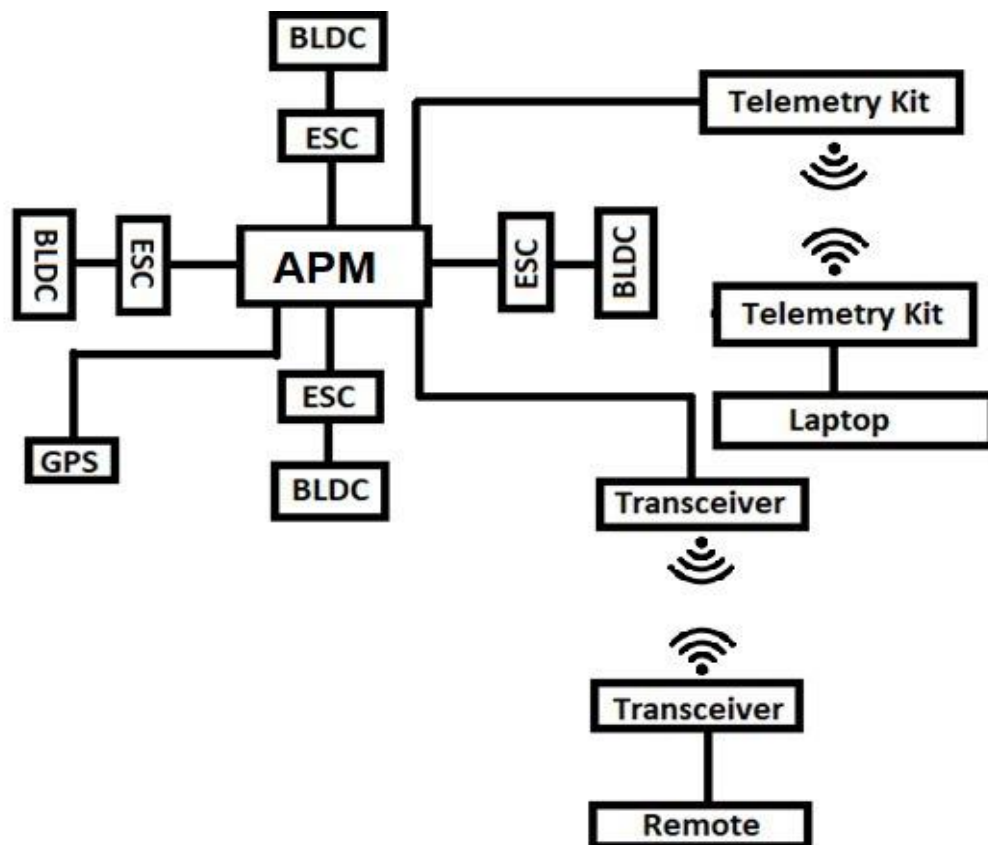 BLDC
ESC
Telemetry Kit
BLDC
ESC
APM
ESC
BLDC
Telemetry Kit
ESC
Laptop
GPS
BLDC
Transceiver
Transceiver
Remote